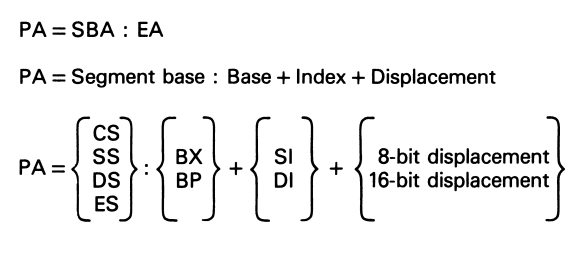 PA = SBA : EA
PA = Segment base : Base + Index + Displacement
PA = { CS SS DS ES } : { BX BP } + { SI DI } + { 8-bit displacement 16-bit displacement }